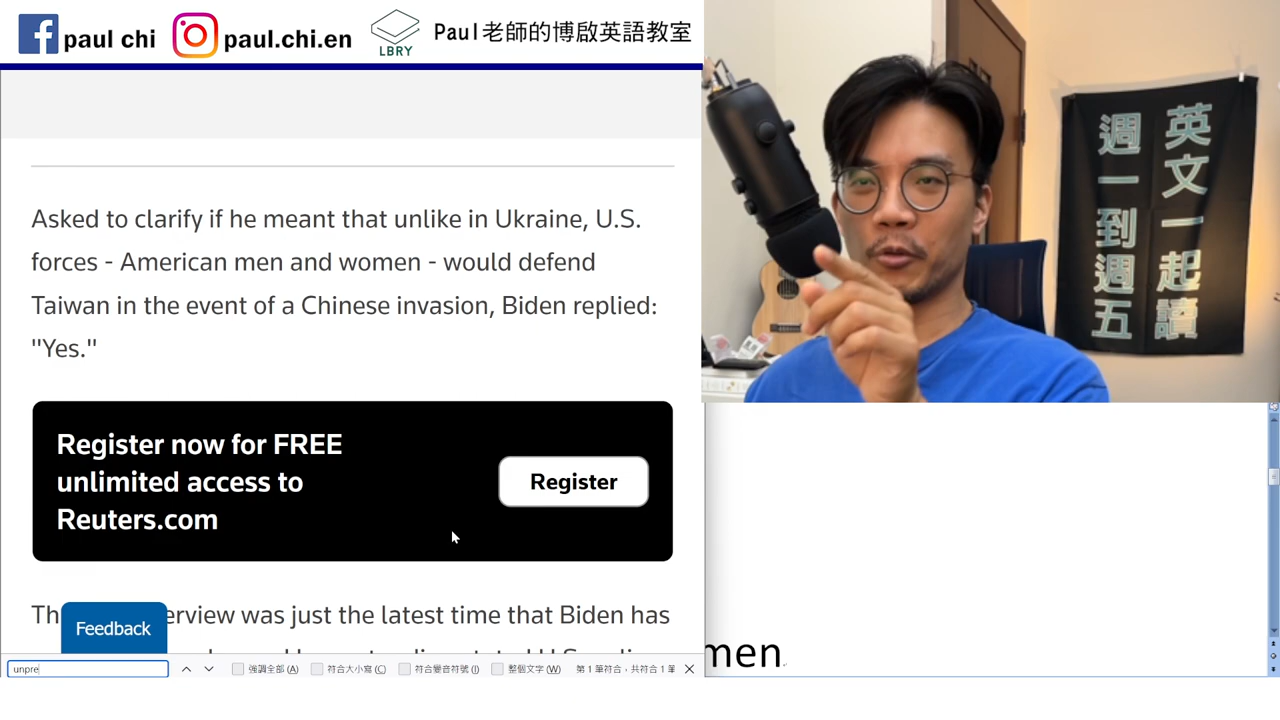 paul chi
paul.chi.en
LBRY
Paul老師的博啟英語教室
英文一起讀
週一到週五
Asked to clarify if he meant that unlike in Ukraine, U.S.
forces - American men and women - would defend
Taiwan in the event of a Chinese invasion, Biden replied:
"Yes."
Register now for FREE
unlimited access to
Reuters.com
Register
Th
erview was just the latest time that Biden has
Feedback
men.
unpre
強調全部(A)
符合大小寫(C)
符合變音符號(I)
整個文字(W)
第1筆符合，共符合1筆